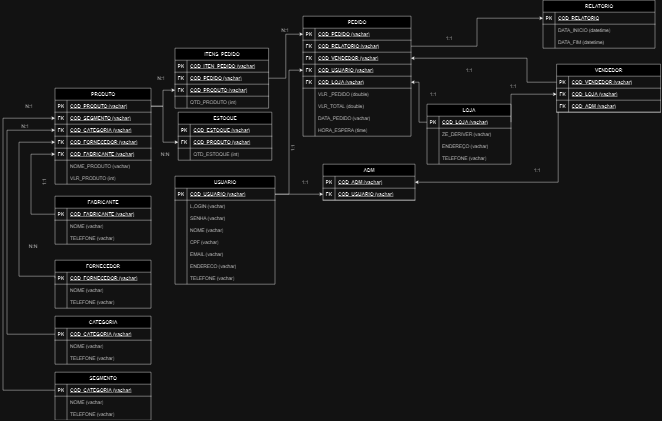 RELATORIO
PK COD_RELATORIO
DATA_INICIO (datetime)
DATA_FIM (datetime)
PEDIDO
PK COD_PEDIDO (vachar)
FK COD_RELATORIO (vachar)
FK COD_VENDEDOR (vachar)
FK COD_USUARIO (vachar)
FK COD_LOJA (vachar)
VLR_PEDIDO (double)
VLR_TOTAL (double)
DATA_PEDIDO (vachar)
HORA_ESPERA (time)
N:1
1:1
ITENS_PEDIDO
PK COD_ITEN_PEDIDO (vachar)
FK COD_PEDIDO (vachar)
FK COD_PRODUTO (vachar)
QTD_PRODUTO (int)
VENDEDOR
PK COD_VENDEDOR (vachar)
FK COD_LOJA (vachar)
FK COD_ADM (vachar)
1:1
1:1
1:1
N:1
PRODUTO
PK COD_PRODUTO (vachar)
FK COD_SEGMENTO (vachar)
FK COD_CATEGORIA (vachar)
FK COD_FORNECEDOR (vachar)
FK COD_FABRICANTE (vachar)
NOME_PRODUTO (vachar)
VLR_PRODUTO (int)
N:1
N:1
1:1
N:N
ESTOQUE
PK COD_ESTOQUE (vachar)
FK COD_PRODUTO (vachar)
QTD_ESTOQUE (int)
N:N
LOJA
PK COD_LOJA (vachar)
ZE_DERIVER (vachar)
ENDEREÇO (vachar)
TELEFONE (vachar)
USUARIO
PK COD_USUARIO (vachar)
LOGIN (vachar)
SENHA (vachar)
NOME (vachar)
CPF (vachar)
EMAIL (vachar)
ENDERECO (vachar)
TELEFONE (vachar)
1:1
1:1
ADM
PK COD_ADM (vachar)
FK COD_USUARIO (vachar)
1:1
FABRICANTE
PK COD_FABRICANTE (vachar)
NOME (vachar)
TELEFONE (vachar)
FORNECEDOR
PK COD_FORNECEDOR (vachar)
NOME (vachar)
TELEFONE (vachar)
CATEGORIA
PK COD_CATEGORIA (vachar)
NOME (vachar)
TELEFONE (vachar)
SEGMENTO
PK COD_CATEGORIA (vachar)
NOME (vachar)
TELEFONE (vachar)